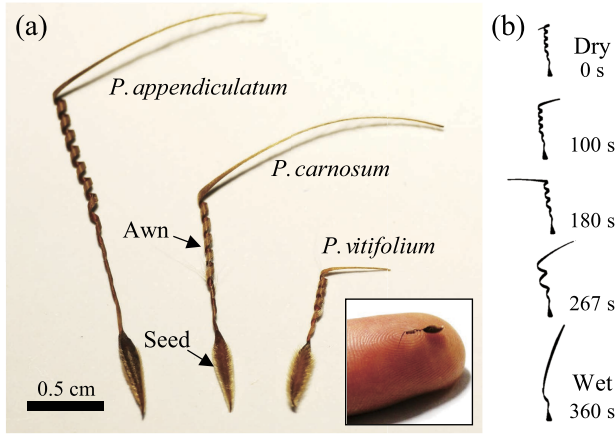 (a)
P. appendiculatum
P. carnosum
Awn
P. vitifolium
Seed
0.5 cm
(b)
Dry
0 s
100 s
180 s
267 s
Wet
360 s